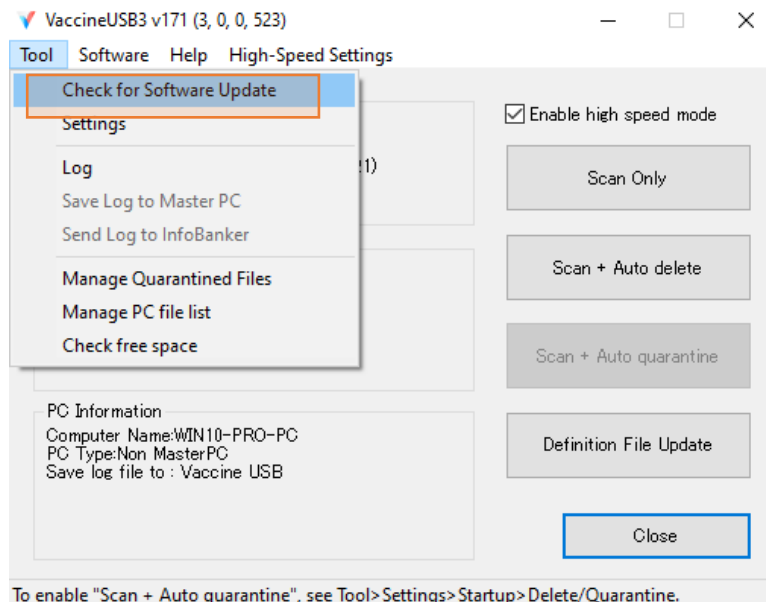 VaccineUSB3 v171 (3, 0, 0, 523)
Tool Software Help High-Speed Settings
Check for Software Update
Settings
Log
Save Log to Master PC
Send Log to InfoBanker
Manage Quarantined Files
Manage PC file list
Check free space
1)
Enable high speed mode
Scan Only
Scan + Auto delete
Scan + Auto quarantine
Definition File Update
Close
PC Information
Computer Name:WIN10-PRO-PC
PC Type:Non MasterPC
Save log file to : Vaccine USB
To enable "Scan + Auto quarantine", see Tool>Settings>Startup>Delete/Quarantine.